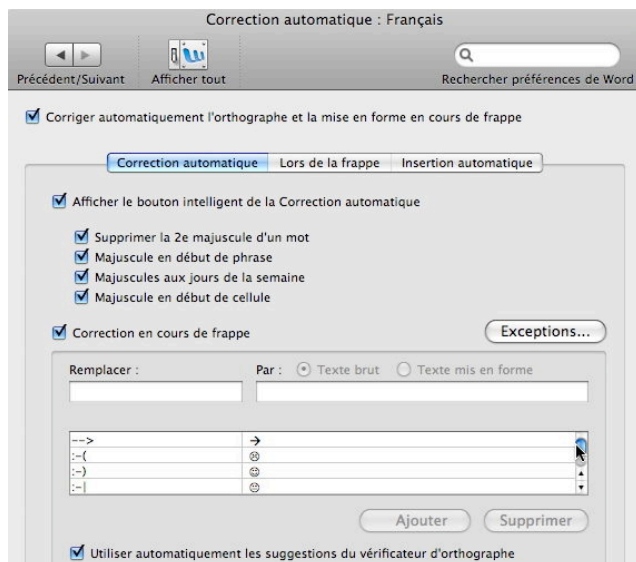 Correction automatique : Français
Précédent/Suivant Afficher tout Rechercher préférences de Word
Corriger automatiquement l'orthographe et la mise en forme en cours de frappe
Correction automatique Lors de la frappe Insertion automatique
Afficher le bouton intelligent de la Correction automatique
Supprimer la 2e majuscule d'un mot
Majuscule en début de phrase
Majuscules aux jours de la semaine
Majuscule en début de cellule
Correction en cours de frappe Exceptions...
Remplacer : Par : Texte brut Texte mis en forme
--> →
:-( ☹
:-) ☺
:-| 😐
Ajouter Supprimer
Utiliser automatiquement les suggestions du vérificateur d'orthographe